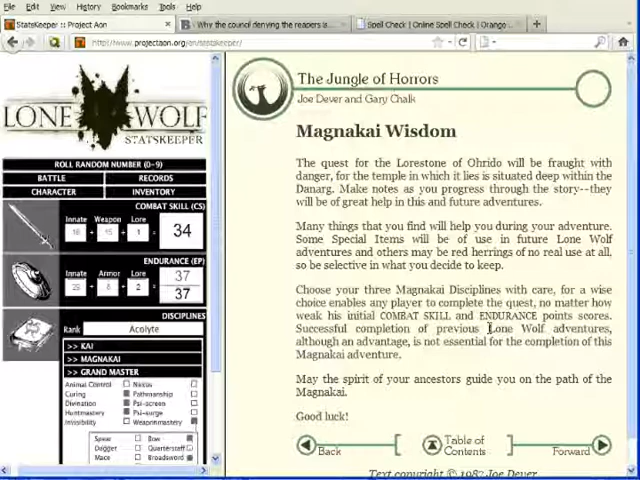 File Edit View History Bookmarks Tools Help
StatsKeeper :: Project Aon
Why the council denying the reapers is...
Spell Check | Online Spell Check | Orange...
http://www.projectaon.org/en/statskeeper/
LONE WOLF
STATSKEEPER
ROLL RANDOM NUMBER (0-9)
BATTLE RECORDS
CHARACTER INVENTORY
COMBAT SKILL (CS)
Innate Weapon Lore
18 + 15 + 1 = 34
ENDURANCE (EP)
Innate Armor Lore
37
+ 6 + 2 = 37
DISCIPLINES
Rank Acolyte
>> KAI
>> MAGNAKAI
>> GRAND MASTER
Animal Control Nexus
Curing Pathsmanship
Divination Psi-screen
Huntmastery Psi-surge
Invisibility Weaponmastery
Spear Bow
Dagger Quarterstaff
Mace Broadsword
The Jungle of Horrors
Joe Dever and Gary Chalk
Magnakai Wisdom
The quest for the Lorestone of Ohrido will be fraught with
danger, for the temple in which it lies is situated deep within the
Danarg. Make notes as you progress through the story--they
will be of great help in this and future adventures.
Many things that you find will help you during your adventure.
Some Special Items will be of use in future Lone Wolf
adventures and others may be red herrings of no real use at all,
so be selective in what you decide to keep.
Choose your three Magnakai Disciplines with care, for a wise
choice enables any player to complete the quest, no matter how
weak his initial COMBAT SKILL and ENDURANCE points scores.
Successful completion of previous Lone Wolf adventures,
although an advantage, is not essential for the completion of this
Magnakai adventure.
May the spirit of your ancestors guide you on the path of the
Magnakai.
Good luck!
Back Table of Contents Forward
Text copyright © 1987 Joe Dever.